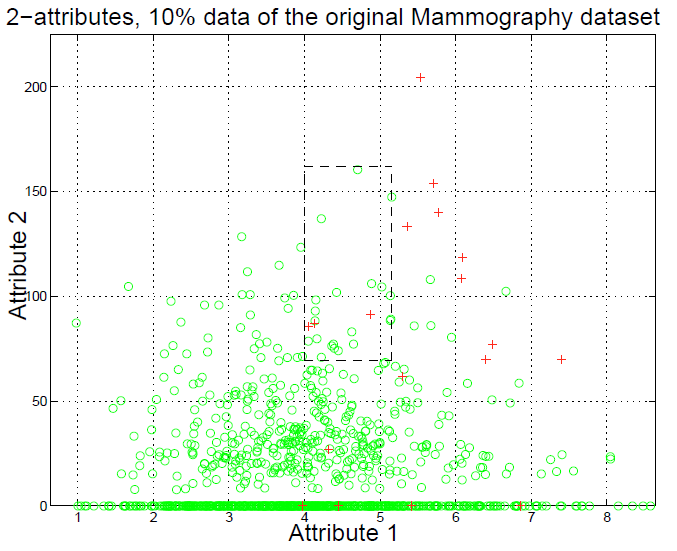 2−attributes, 10% data of the original Mammography dataset
200
150
100
50
0
Attribute 2
1 2 3 4 5 6 7 8
Attribute 1